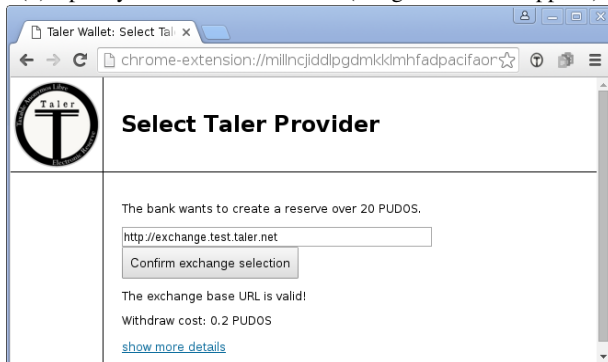 Taler Wallet: Select Tal
chrome-extension://millncjiddlpgdmkklmhfadpacifaor
Taler
Select Taler Provider
The bank wants to create a reserve over 20 PUDOS.
http://exchange.test.taler.net
Confirm exchange selection
The exchange base URL is valid!
Withdraw cost: 0.2 PUDOS
show more details